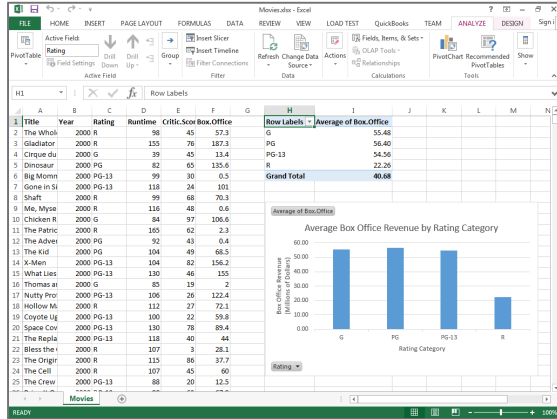 Movies.xlsx - Excel
FILE HOME INSERT PAGE LAYOUT FORMULAS DATA REVIEW VIEW LOAD TEST QuickBooks TEAM ANALYZE DESIGN Sign i
PivotTable
Active Field:
Rating
Field Settings
Drill Down
Drill Up
Active Field
Group
Insert Slicer
Insert Timeline
Filter Connections
Filter
Refresh
Change Data Source
Data
Actions
Fields, Items, & Sets
OLAP Tools
Relationships
Calculations
PivotChart
Recommended PivotTables
Tools
Show
H1 fx Row Labels
A B C D E F G H I J K L M N
1 Title Year Rating Runtime Critic.Scor Box.Office Row Labels Average of Box.Office
2 The Whol 2000 R 98 45 57.3 G 55.48
3 Gladiator 2000 R 155 76 187.3 PG 56.40
4 Cirque du 2000 G 39 45 13.4 PG-13 54.56
5 Dinosaur 2000 PG 82 65 135.6 R 22.26
6 Big Momm 2000 PG-13 99 30 0.5 Grand Total 40.68
7 Gone in Si 2000 PG-13 118 24 101
8 Shaft 2000 R 99 68 70.3
9 Me, Myse 2000 R 116 48 0.6
10 Chicken R 2000 G 84 97 106.6
11 The Patric 2000 R 165 62 2.3
12 The Adver 2000 PG 92 43 0.4
13 The Kid 2000 PG 104 49 68.5
14 X-Men 2000 PG-13 104 82 156.2
15 What Lies 2000 PG-13 130 46 155
16 Thomas ar 2000 G 85 19 2
17 Nutty Prof 2000 PG-13 106 26 122.4
18 Hollow Ma 2000 R 112 27 72.1
19 Coyote Ug 2000 PG-13 100 22 59.8
20 Space Cov 2000 PG-13 130 78 89.4
21 The Repla 2000 PG-13 118 40 44
22 Bless the 2000 R 107 3 28.1
23 The Origin 2000 R 115 86 37.7
24 The Cell 2000 R 107 45 60
25 The Crew 2000 PG-13 88 20 12.5
Average of Box.Office
Average Box Office Revenue by Rating Category
Box Office Revenue
(Millions of Dollars)
60.00
50.00
40.00
30.00
20.00
10.00
0.00
G PG PG-13 R
Rating Category
Rating
Movies
READY 100%